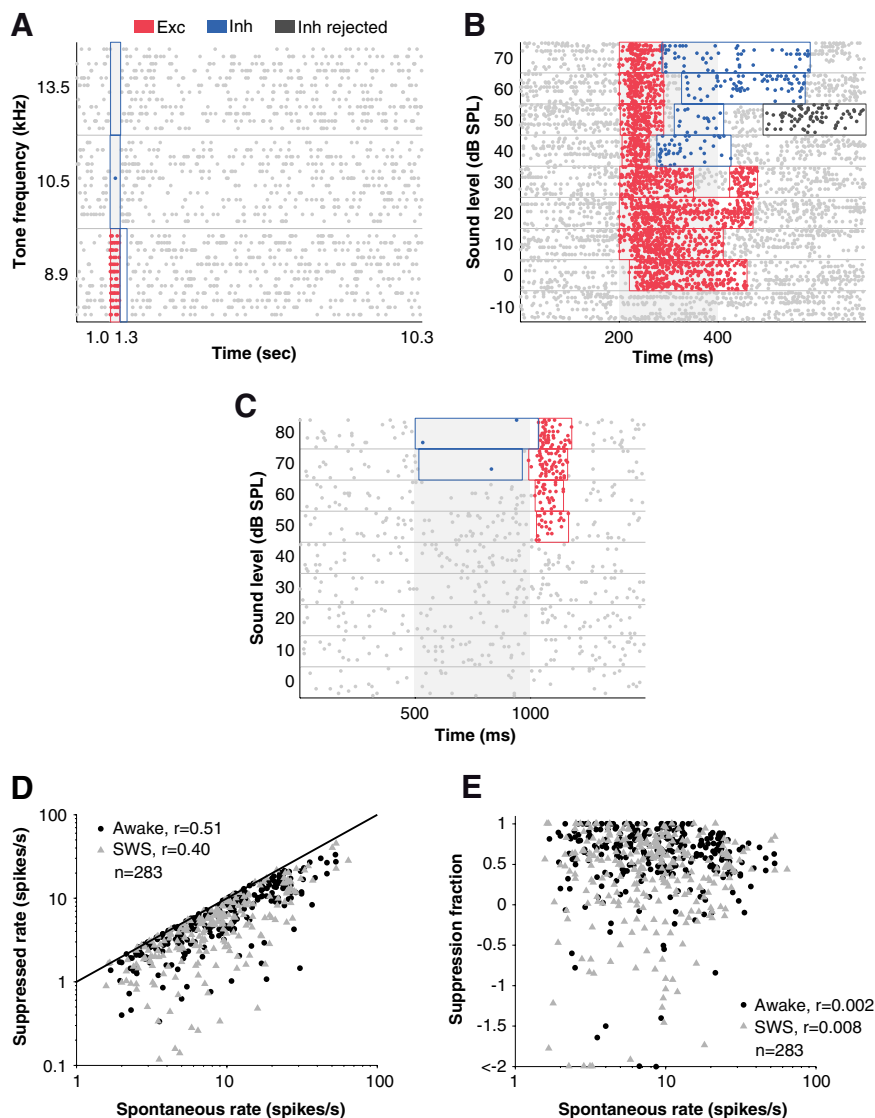 A
Exc
Inh
Inh rejected
Tone frequency (kHz)
13.5
10.5
8.9
1.0 1.3
10.3
Time (sec)
B
Sound level (dB SPL)
70
60
50
40
30
20
10
0
-10
200
400
Time (ms)
C
Sound level (dB SPL)
80
70
60
50
40
30
20
10
0
500
1000
Time (ms)
D
Suppressed rate (spikes/s)
100
10
1
0.1
Awake, r=0.51
SWS, r=0.40
n=283
1
10
100
Spontaneous rate (spikes/s)
E
Suppression fraction
1
0.5
0
-0.5
-1
-1.5
<-2
Awake, r=0.002
SWS, r=0.008
n=283
1
10
100
Spontaneous rate (spikes/s)